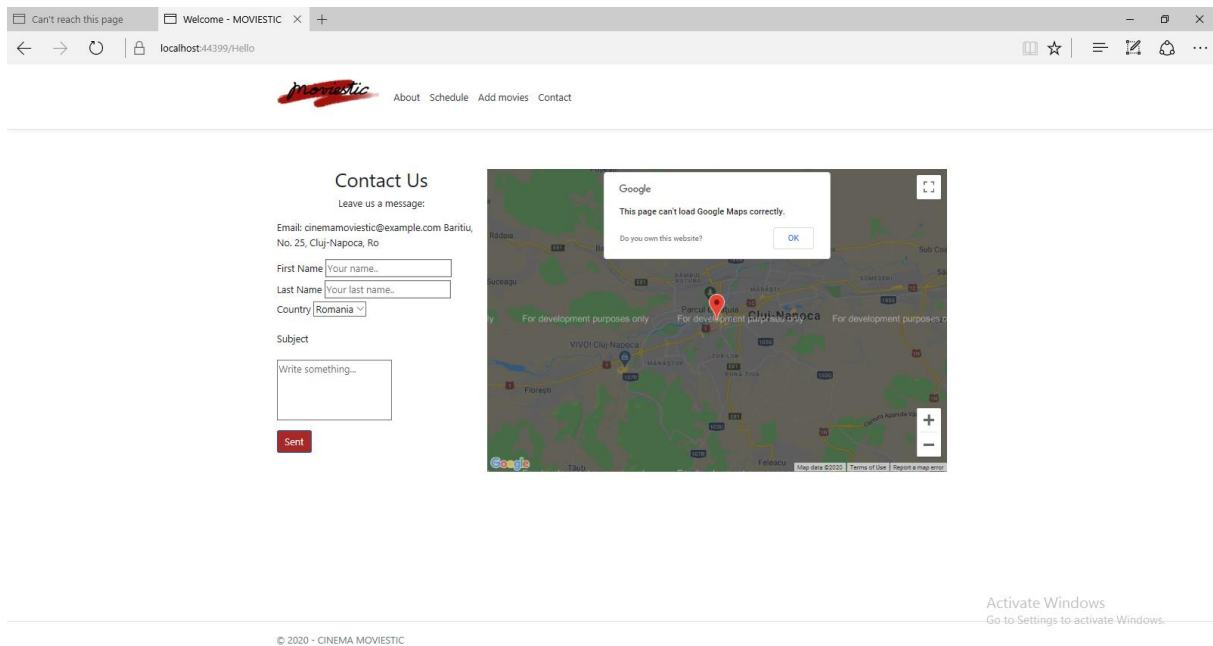 Can't reach this page
Welcome - MOVIESTIC
localhost:44399/Hello
moviestic
About Schedule Add movies Contact
Contact Us
Leave us a message:
Email: cinemamoviestic@example.com Baritiu,
No. 25, Cluj-Napoca, Ro
First Name Your name..
Last Name Your last name..
Country Romania
Subject
Write something...
Sent
Google
This page can't load Google Maps correctly.
Do you own this website? OK
For development purposes only For development purposes only For development purposes
Cluj-Napoca
VIVO! Cluj-Napoca
MĂNĂȘTUR
Florești
Feleacu
Tăuți
Google
Map data ©2020 Terms of Use Report a map error
Activate Windows
Go to Settings to activate Windows.
© 2020 - CINEMA MOVIESTIC